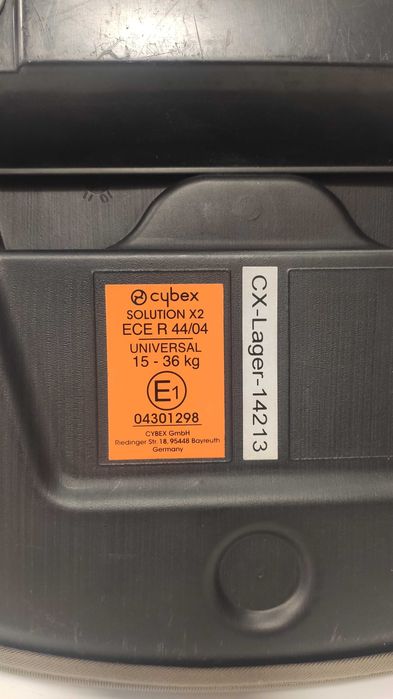 cybex
SOLUTION X2
ECE R 44/04
UNIVERSAL
15 - 36 kg
E1
04301298
CYBEX GmbH
Riedinger Str. 18, 95448 Bayreuth
Germany
CX-Lager-14213